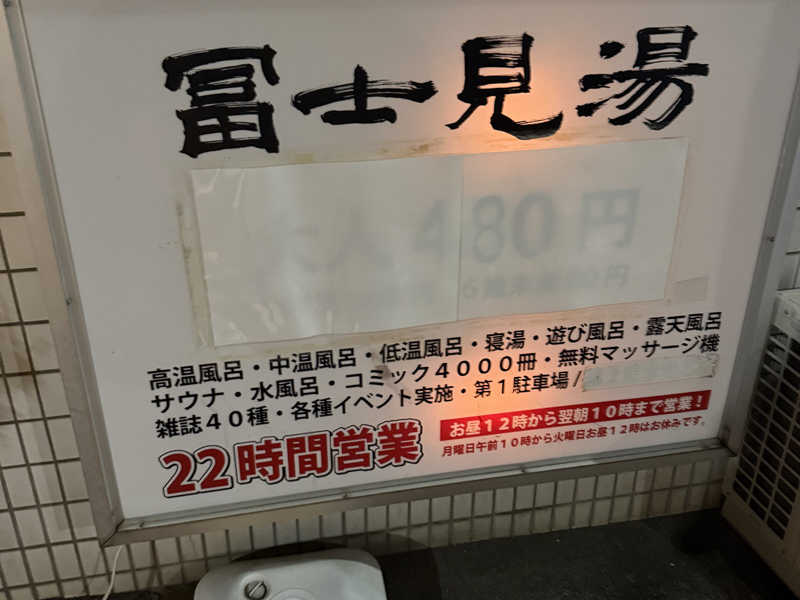 冨士見湯
大人480円
高温風呂・中温風呂・低温風呂・寝湯・遊び風呂・露天風呂
サウナ・水風呂・コミック4000冊・無料マッサージ機
雑誌40種・各種イベント実施・第1駐車場/
22時間営業
お昼12時から翌朝10時まで営業！
月曜日午前10時から火曜日お昼12時はお休みです。